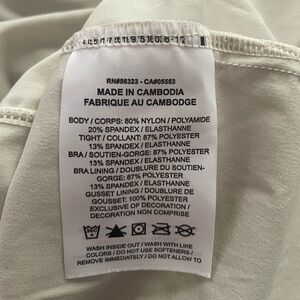 RN#56323 - CA#05553
MADE IN CAMBODIA
FABRIQUE AU CAMBODGE
BODY / CORPS: 80% NYLON / POLYAMIDE
20% SPANDEX / ELASTHANNE
TIGHT / COLLANT: 87% POLYESTER
13% SPANDEX / ELASTHANNE
BRA / SOUTIEN-GORGE: 87% POLYESTER
13% SPANDEX / ELASTHANNE
BRA LINING / DOUBLURE DE
SOUTIEN-GORGE: 87% POLYESTER
13% SPANDEX / ELASTHANNE
GUSSET LINING / DOUBLURE DE
GOUSSET: 100% POLYESTER
EXCLUSIVE OF DECORATION /
DECORATION NON COMPRISE
WASH INSIDE OUT / WASH WITH LIKE
COLORS / DO NOT USE SOFTENERS /
REMOVE IMMEDIATELY / DO NOT WASH TO